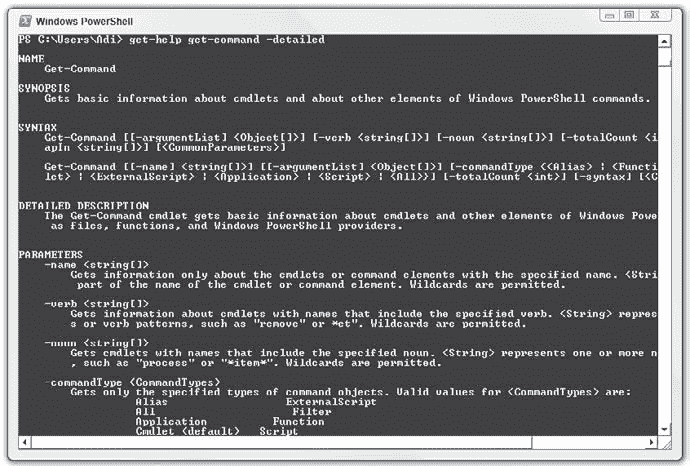 Windows PowerShell
PS C:\Users\Adi> get-help get-command -detailed
NAME
Get-Command
SYNOPSIS
Gets basic information about cmdlets and about other elements of Windows PowerShell commands.
SYNTAX
Get-Command [[-argumentList] <Object[]>] [-verb <string[]>] [-noun <string[]>] [-totalCount <i
apIn <string[]>] [<CommonParameters>]
Get-Command [[-name] <string[]>] [[-argumentList] <Object[]>] [-commandType <<Alias> ¦ <Functi
let> ¦ <ExternalScript> ¦ <Application> ¦ <Script> ¦ <All>>] [-totalCount <int>] [-syntax] [<C
DETAILED DESCRIPTION
The Get-Command cmdlet gets basic information about cmdlets and other elements of Windows Powe
as files, functions, and Windows PowerShell providers.
PARAMETERS
-name <string[]>
Gets information only about the cmdlets or command elements with the specified name. <Stri
part of the name of the cmdlet or command element. Wildcards are permitted.
-verb <string[]>
Gets information about cmdlets with names that include the specified verb. <String> repres
s or verb patterns, such as "remove" or *et". Wildcards are permitted.
-noun <string[]>
Gets cmdlets with names that include the specified noun. <String> represents one or more n
, such as "process" or "*item*". Wildcards are permitted.
-commandType <CommandTypes>
Gets only the specified types of command objects. Valid values for <CommandTypes> are:
Alias ExternalScript
All Filter
Application Function
Cmdlet (default) Script